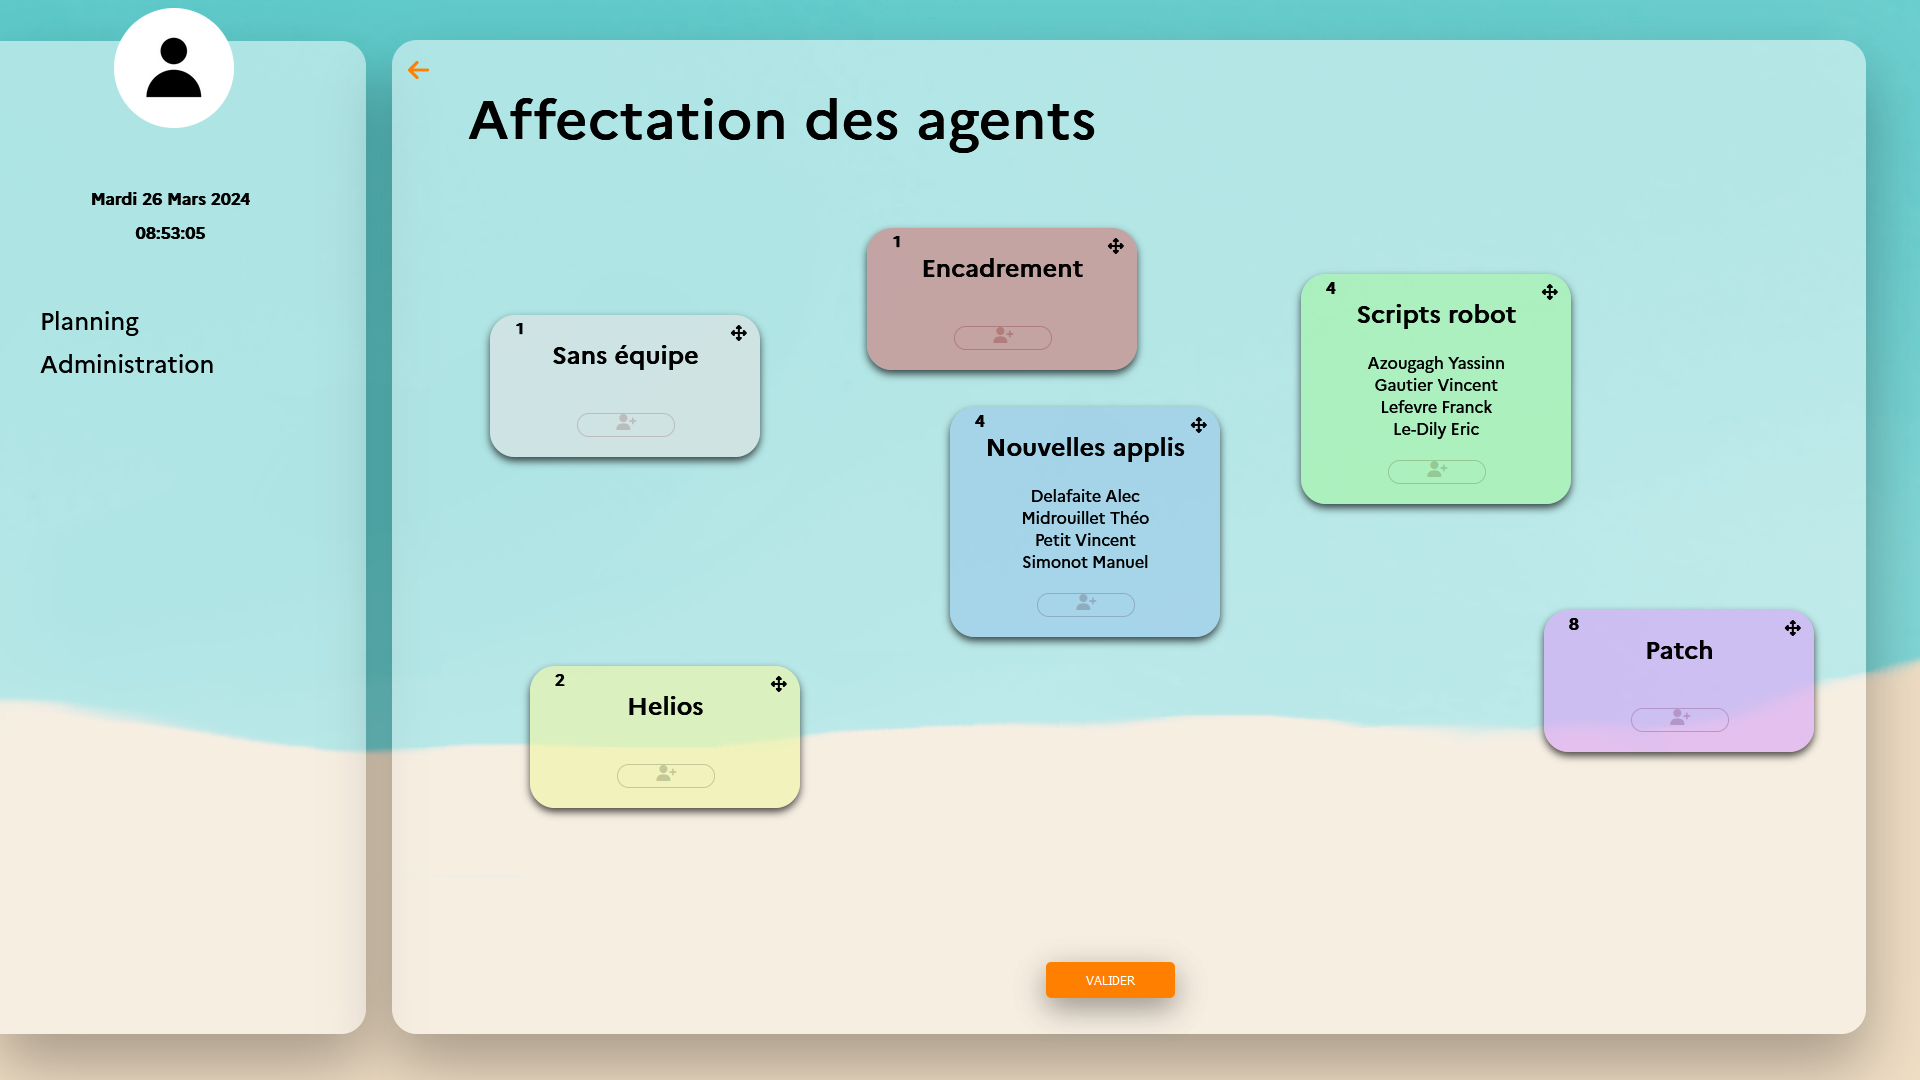 Mardi 26 Mars 2024
08:53:05
Planning
Administration
Affectation des agents
1
Sans équipe
1
Encadrement
4
Nouvelles applis
Delafaite Alec
Midrouillet Théo
Petit Vincent
Simonot Manuel
4
Scripts robot
Azougagh Yassinn
Gautier Vincent
Lefevre Franck
Le-Dily Eric
2
Helios
8
Patch
VALIDER